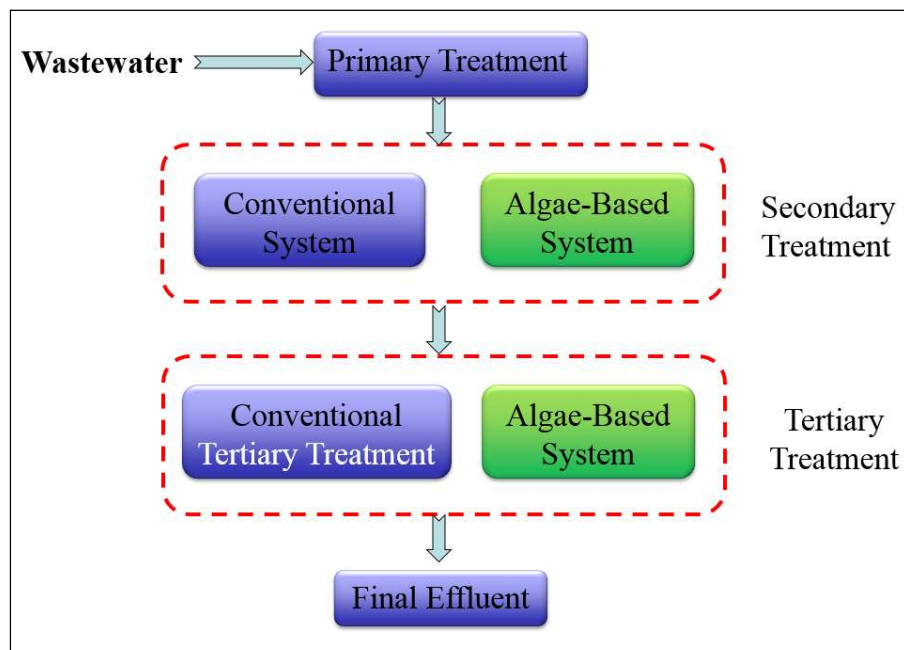 Wastewater
Primary Treatment
Conventional
System
Algae-Based
System
Secondary
Treatment
Conventional
Tertiary Treatment
Algae-Based
System
Tertiary
Treatment
Final Effluent